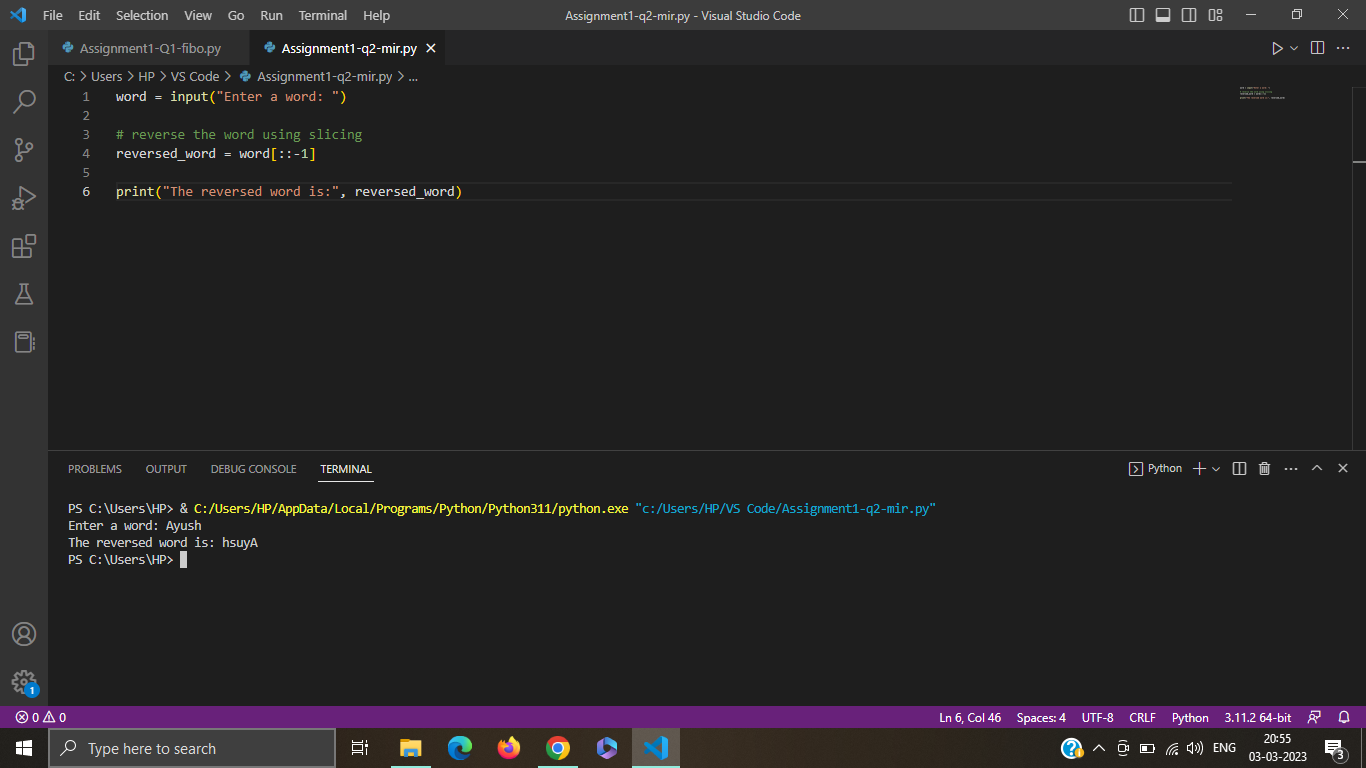 File Edit Selection View Go Run Terminal Help Assignment1-q2-mir.py - Visual Studio Code
Assignment1-Q1-fibo.py Assignment1-q2-mir.py
C: > Users > HP > VS Code > Assignment1-q2-mir.py > ...
1 word = input("Enter a word: ")
2
3 # reverse the word using slicing
4 reversed_word = word[::-1]
5
6 print("The reversed word is:", reversed_word)
PROBLEMS OUTPUT DEBUG CONSOLE TERMINAL Python
PS C:\Users\HP> & C:/Users/HP/AppData/Local/Programs/Python/Python311/python.exe "c:/Users/HP/VS Code/Assignment1-q2-mir.py"
Enter a word: Ayush
The reversed word is: hsuyA
PS C:\Users\HP>
1
0 0 Ln 6, Col 46 Spaces: 4 UTF-8 CRLF Python 3.11.2 64-bit
Type here to search ENG 20:55
03-03-2023 3